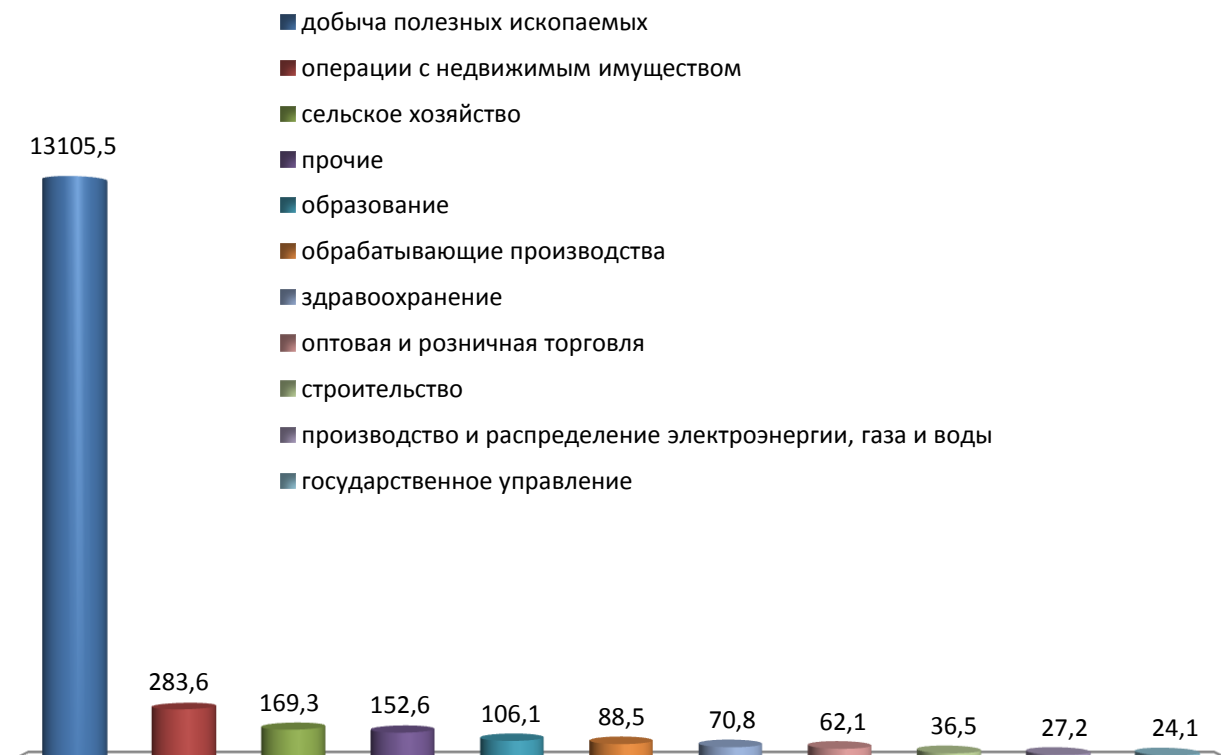 добыча полезных ископаемых
операции с недвижимым имуществом
сельское хозяйство
прочие
образование
обрабатывающие производства
здравоохранение
оптовая и розничная торговля
строительство
производство и распределение электроэнергии, газа и воды
государственное управление
13105,5
283,6
169,3
152,6
106,1
88,5
70,8
62,1
36,5
27,2
24,1